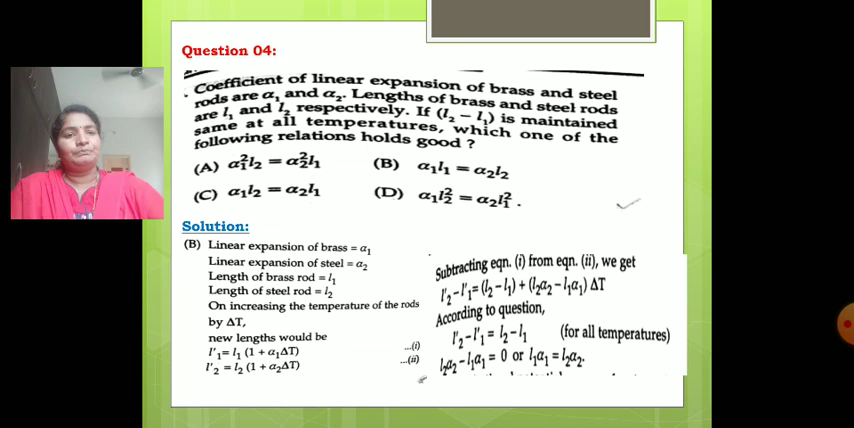 Question 04:
Coefficient of linear expansion of brass and steel
rods are α₁ and α₂. Lengths of brass and steel rods
are l₁ and l₂ respectively. If (l₂ − l₁) is maintained
same at all temperatures, which one of the
following relations holds good ?
(A) α₁²l₂ = α₂²l₁ (B) α₁l₁ = α₂l₂
(C) α₁l₂ = α₂l₁ (D) α₁l₂² = α₂l₁² .
Solution:
(B) Linear expansion of brass = α₁
Linear expansion of steel = α₂
Length of brass rod = l₁
Length of steel rod = l₂
On increasing the temperature of the rods
by ΔT,
new lengths would be
l'₁ = l₁ (1 + α₁ΔT) ...(i)
l'₂ = l₂ (1 + α₂ΔT) ...(ii)
Subtracting eqn. (i) from eqn. (ii), we get
l'₂ − l'₁ = (l₂ − l₁) + (l₂α₂ − l₁α₁) ΔT
According to question,
l'₂ − l'₁ = l₂ − l₁ (for all temperatures)
l₂α₂ − l₁α₁ = 0 or l₁α₁ = l₂α₂.